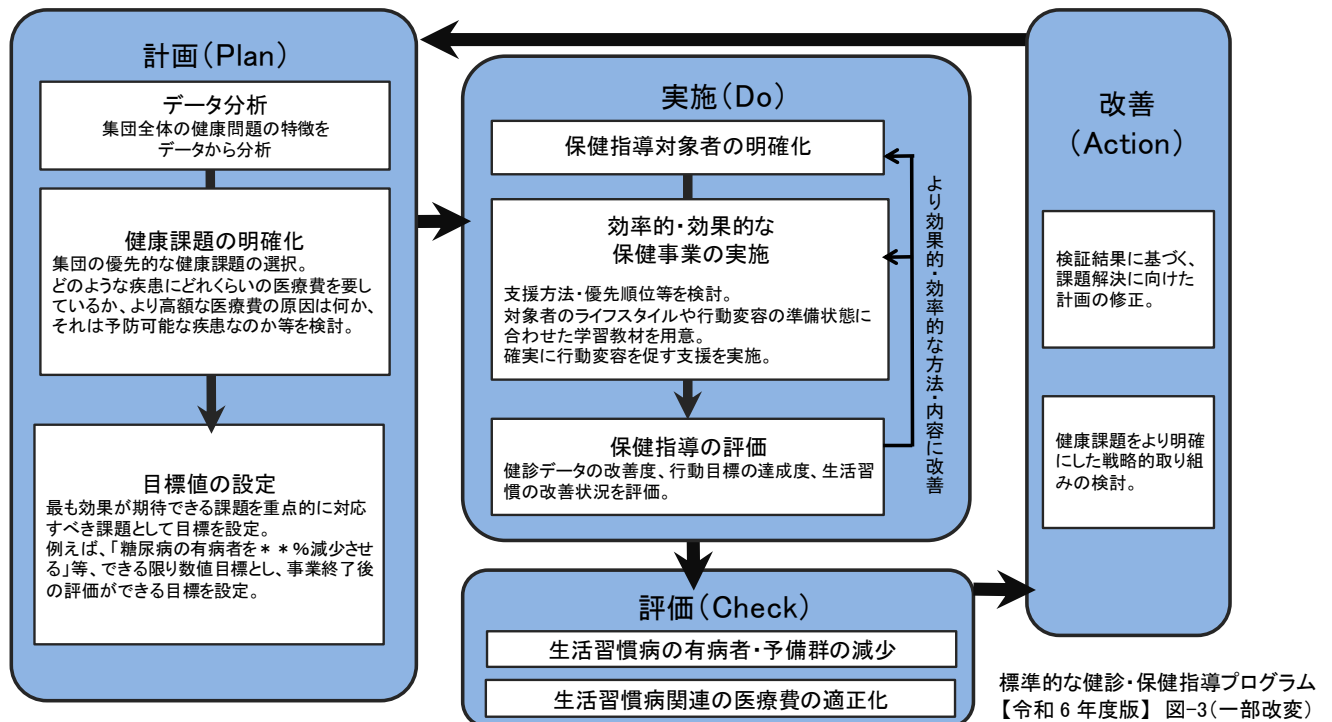 計画(Plan)
データ分析
集団全体の健康問題の特徴を
データから分析
健康課題の明確化
集団の優先的な健康課題の選択。
どのような疾患にどれくらいの医療費を要し
ているか、より高額な医療費の原因は何か、
それは予防可能な疾患なのか等を検討。
目標値の設定
最も効果が期待できる課題を重点的に対応
すべき課題として目標を設定。
例えば、「糖尿病の有病者を＊＊％減少させ
る」等、できる限り数値目標とし、事業終了後
の評価ができる目標を設定。
実施(Do)
保健指導対象者の明確化
効率的・効果的な
保健事業の実施
支援方法・優先順位等を検討。
対象者のライフスタイルや行動変容の準備状態に
合わせた学習教材を用意。
確実に行動変容を促す支援を実施。
保健指導の評価
健診データの改善度、行動目標の達成度、生活習
慣の改善状況を評価。
より効果的・効率的な方法・内容に改善
評価(Check)
生活習慣病の有病者・予備群の減少
生活習慣病関連の医療費の適正化
改善
(Action)
検証結果に基づく、
課題解決に向けた
計画の修正。
健康課題をより明確
にした戦略的取り組
みの検討。
標準的な健診・保健指導プログラム
【令和 6 年度版】 図-3(一部改変)